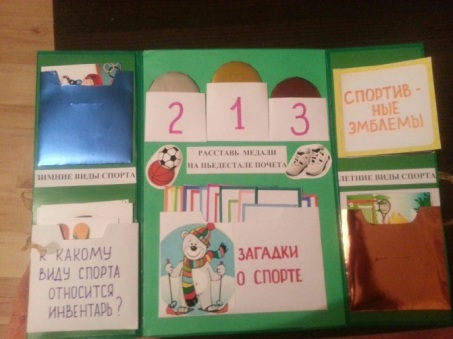 2 1 3
СПОРТИВ -
НЫЕ
ЭМБЛЕМЫ
РАССТАВЬ МЕДАЛИ
НА ПЬЕДЕСТАЛЕ ПОЧЕТА
ЗИМНИЕ ВИДЫ СПОРТА
ЛЕТНИЕ ВИДЫ СПОРТА
К КАКОМУ
ВИДУ СПОРТА
ОТНОСИТСЯ
ИНВЕНТАРЬ?
ЗАГАДКИ
О СПОРТЕ